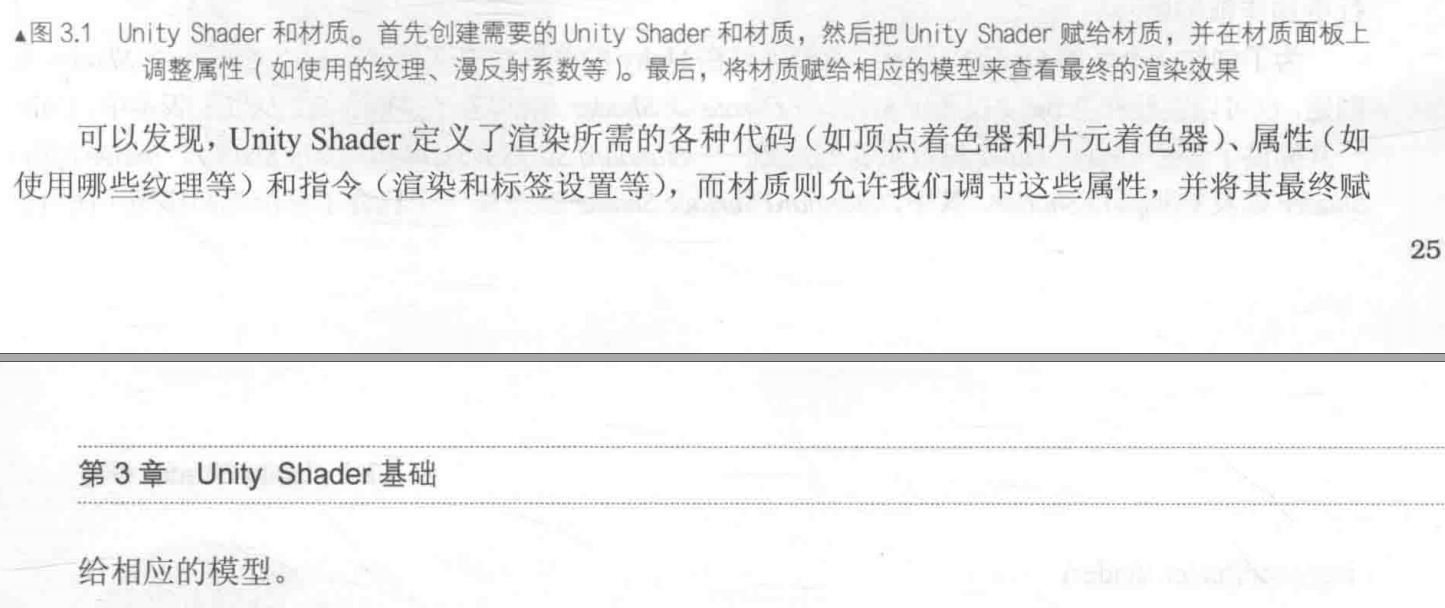 ▲图 3.1 Unity Shader 和材质。首先创建需要的 Unity Shader 和材质，然后把 Unity Shader 赋给材质，并在材质面板上
调整属性（如使用的纹理、漫反射系数等）。最后，将材质赋给相应的模型来查看最终的渲染效果
可以发现，Unity Shader 定义了渲染所需的各种代码（如顶点着色器和片元着色器）、属性（如
使用哪些纹理等）和指令（渲染和标签设置等），而材质则允许我们调节这些属性，并将其最终赋
25
第 3 章 Unity Shader 基础
给相应的模型。